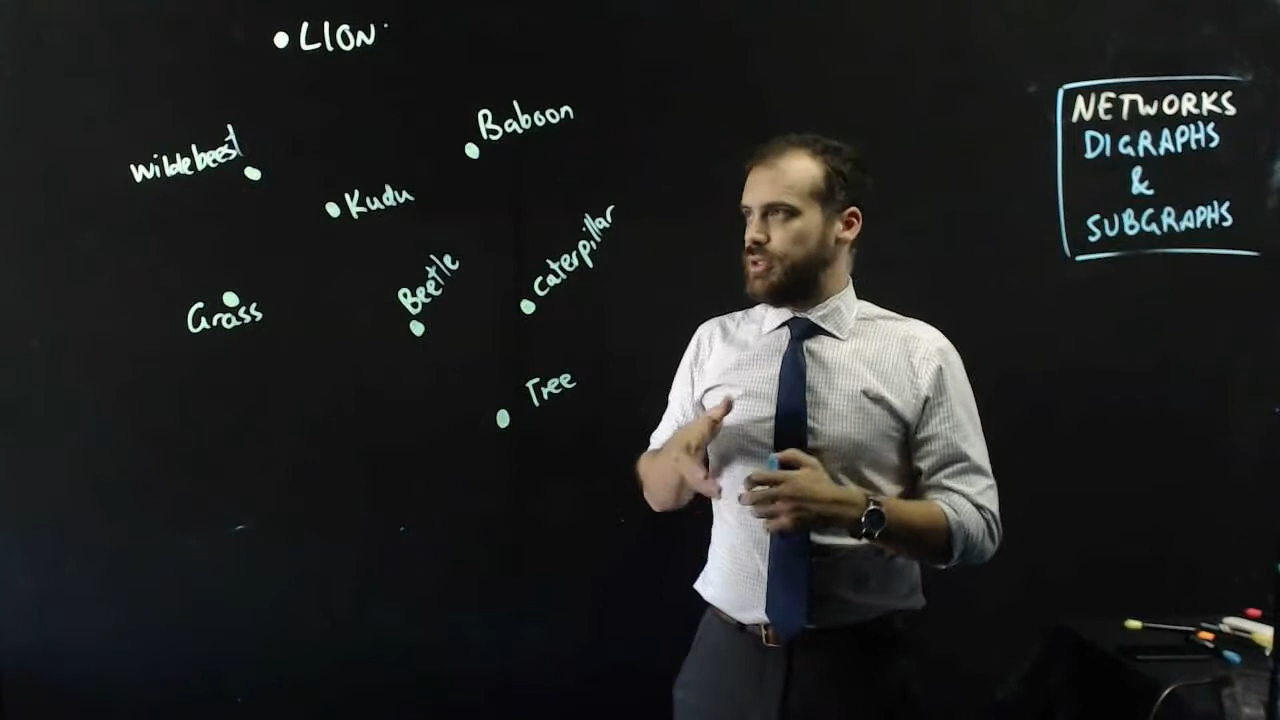 LION
Baboon
Wildebeest
Kudu
Caterpillar
Beetle
Grass
Tree
NETWORKS
DIGRAPHS
&
SUBGRAPHS